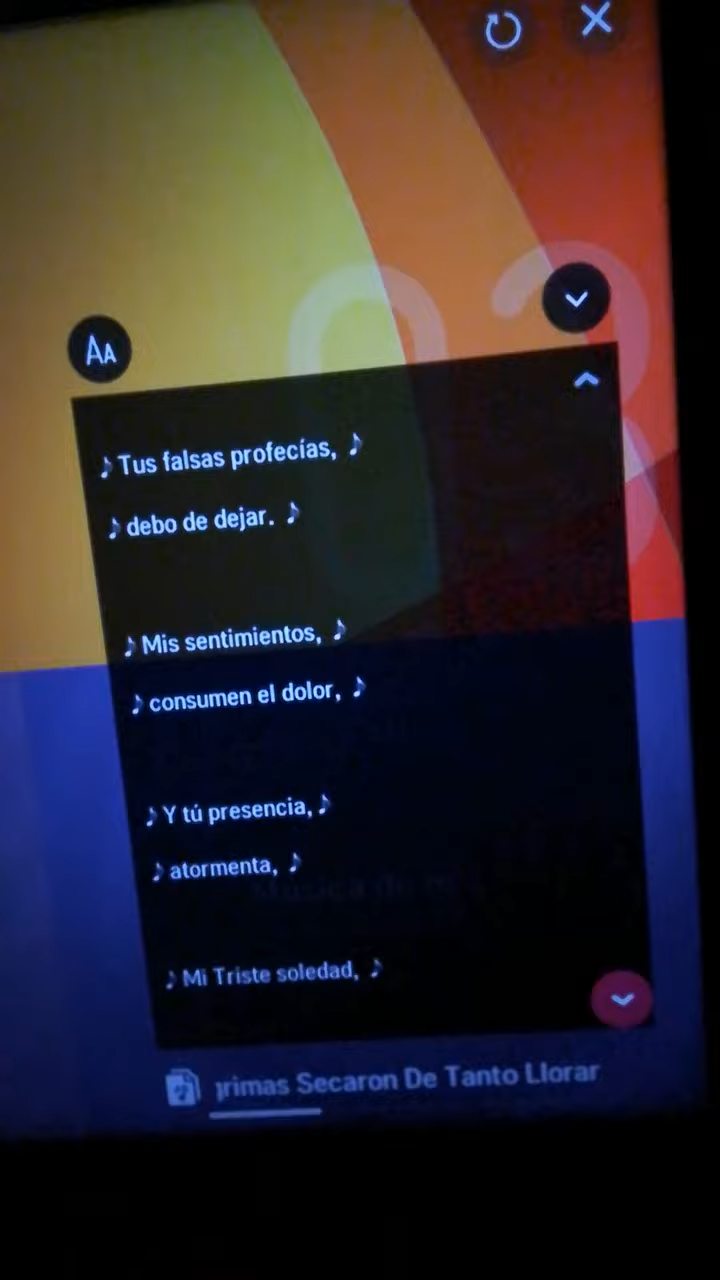 AA
♪ Tus falsas profecías, ♪
♪ debo de dejar. ♪
♪ Mis sentimientos, ♪
♪ consumen el dolor, ♪
♪ Y tú presencia, ♪
♪ atormenta, ♪
♪ Mi Triste soledad, ♪
Secaron De Tanto Llorar